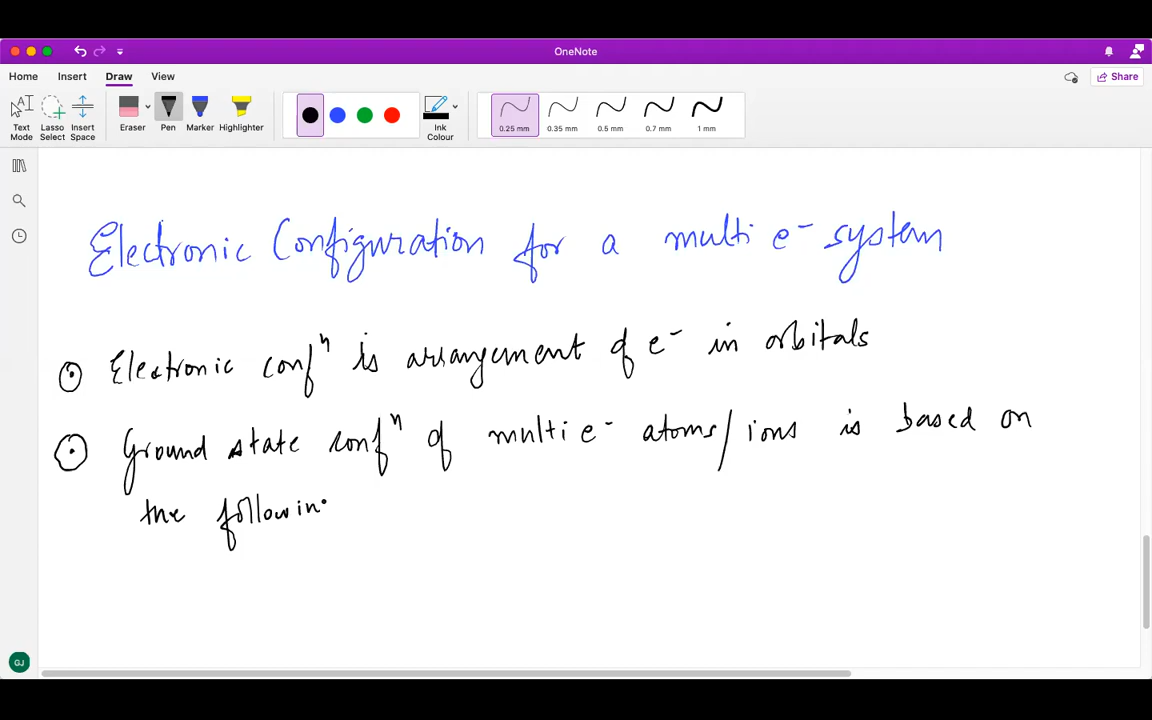 OneNote
Home Insert Draw View
Share
Text Mode
Lasso Select
Insert Space
Eraser
Pen
Marker
Highlighter
Ink Colour
0.25 mm
0.35 mm
0.5 mm
0.7 mm
1 mm
Electronic Configuration for a multi e⁻ system
Electronic confⁿ is arrangement of e⁻ in orbitals
Ground state confⁿ of multi e⁻ atoms/ions is based on
the followin
GJ